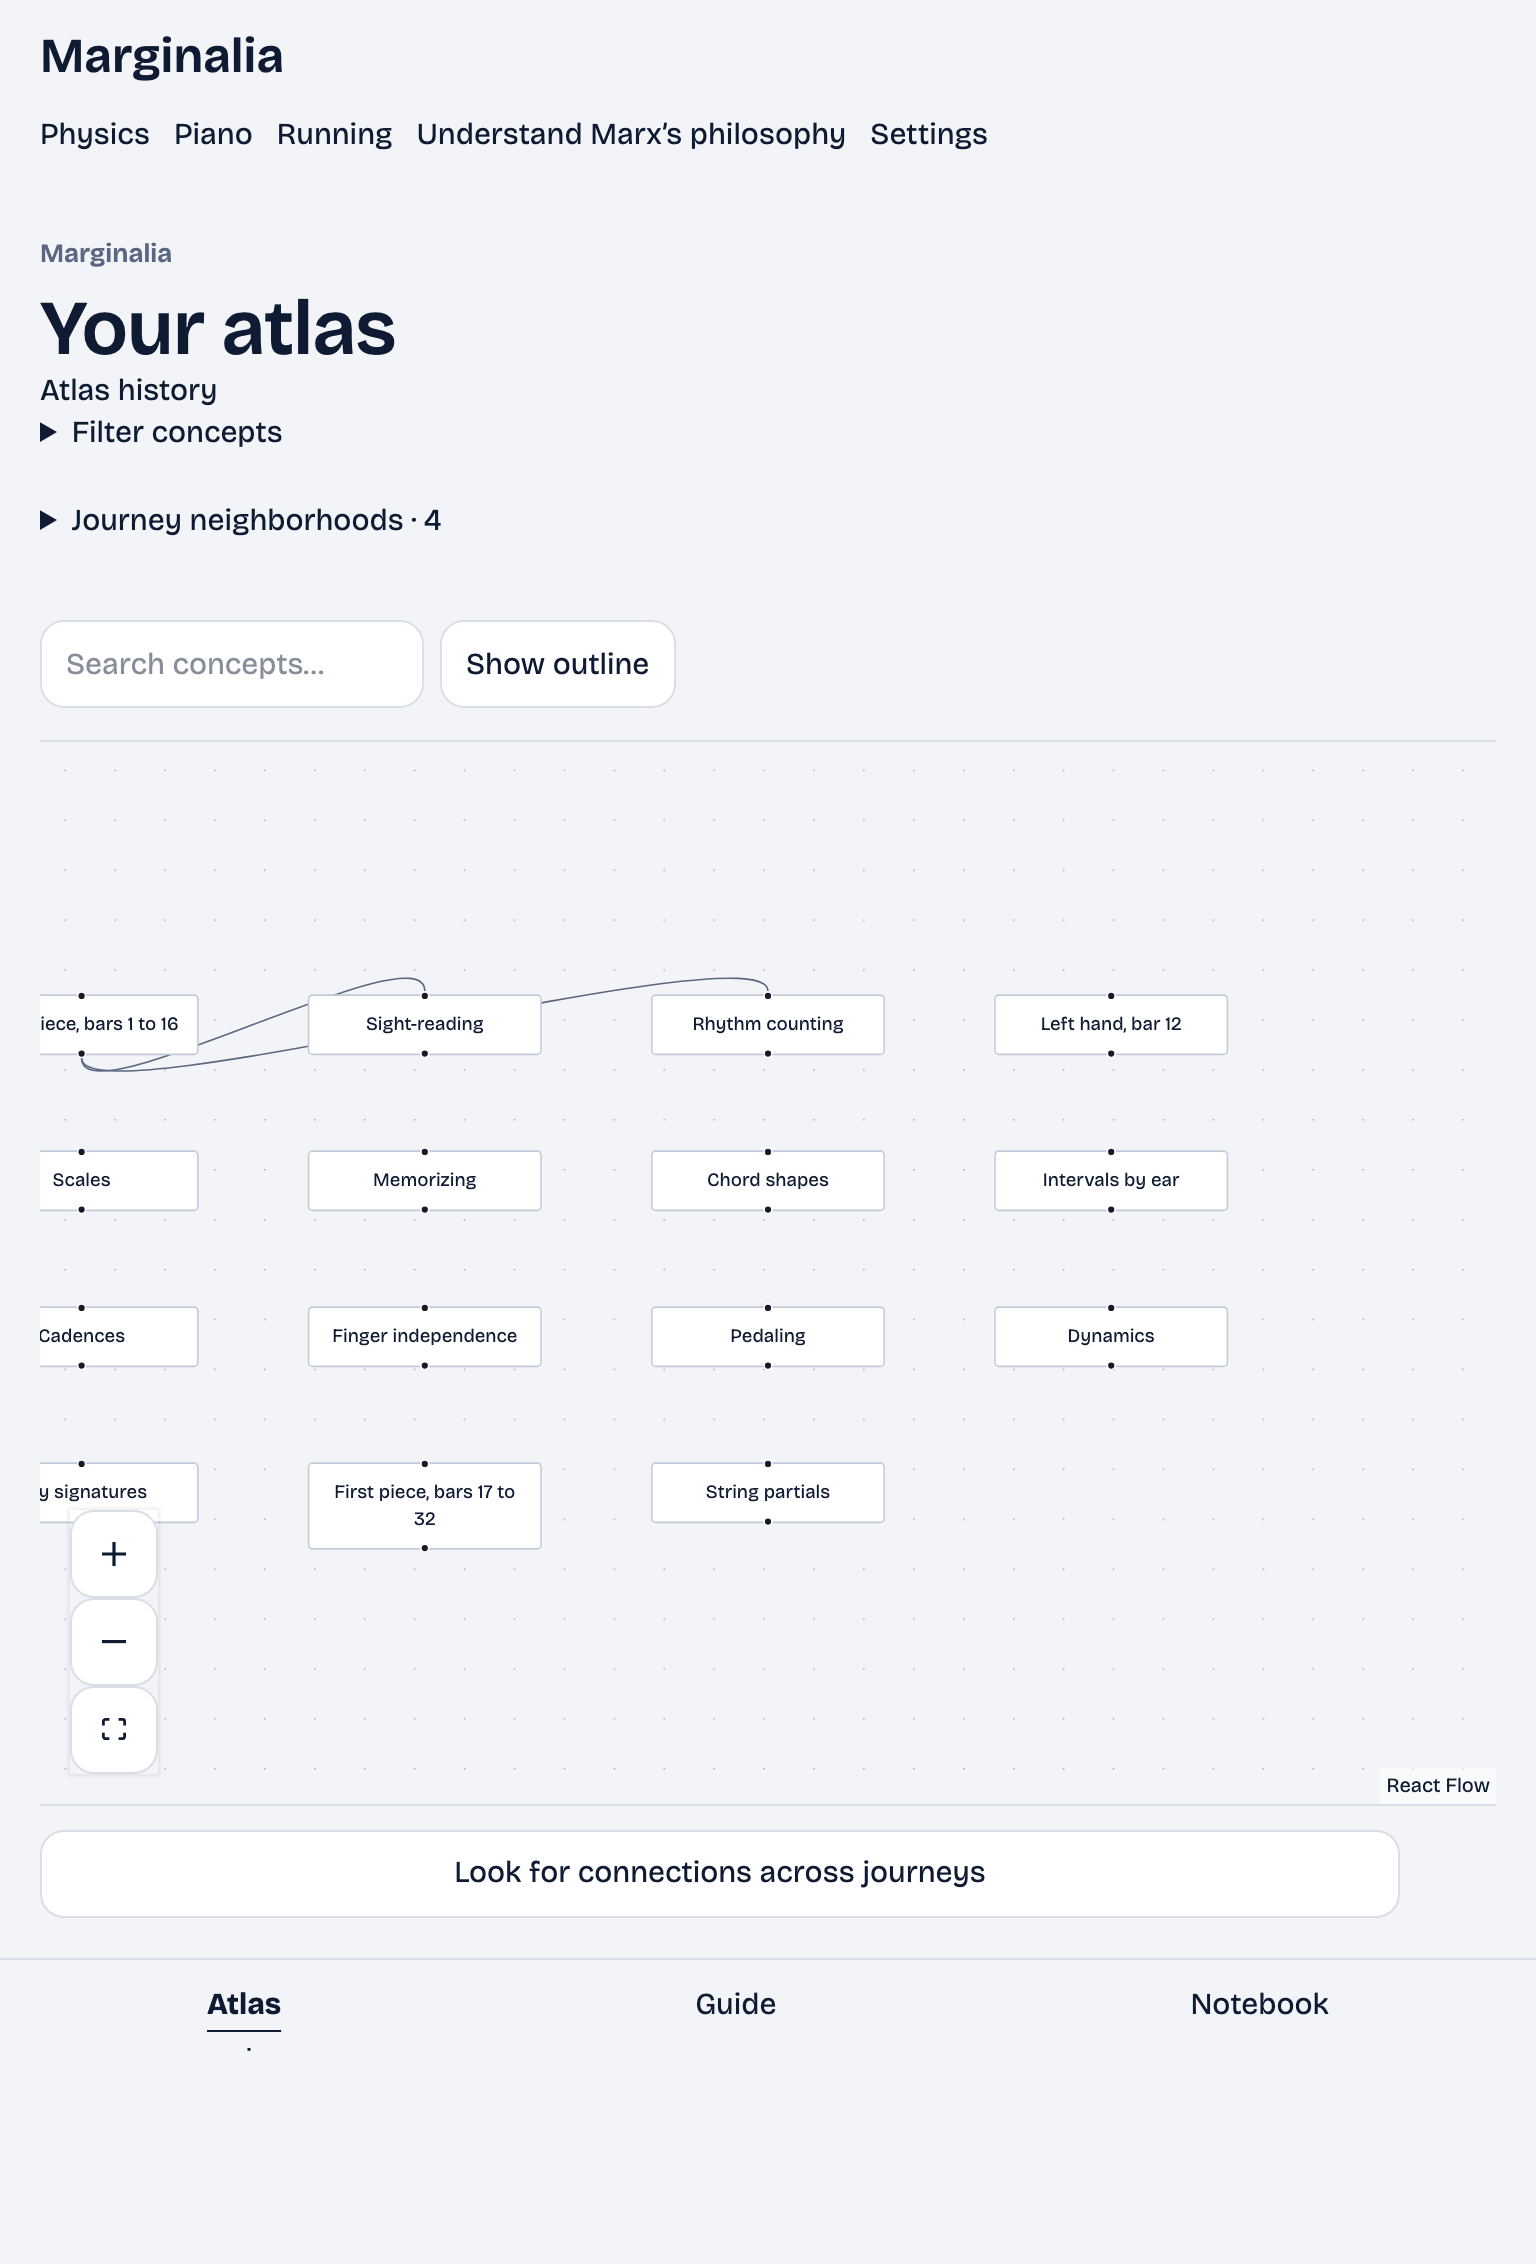 Marginalia
Physics Piano Running Understand Marx’s philosophy Settings
Marginalia
Your atlas
Atlas history
Filter concepts
Journey neighborhoods · 4
Search concepts...
Show outline
iece, bars 1 to 16
Sight-reading
Rhythm counting
Left hand, bar 12
Scales
Memorizing
Chord shapes
Intervals by ear
Cadences
Finger independence
Pedaling
Dynamics
y signatures
First piece, bars 17 to
32
String partials
React Flow
Look for connections across journeys
Atlas
Guide
Notebook